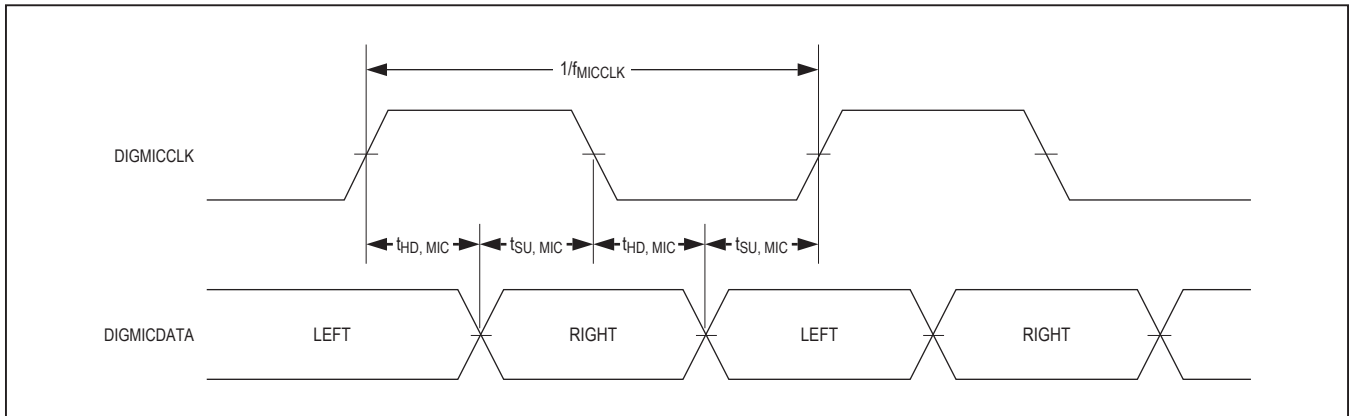 1/fMICCLK
DIGMICCLK
tHD, MIC tSU, MIC tHD, MIC tSU, MIC
DIGMICDATA LEFT RIGHT LEFT RIGHT